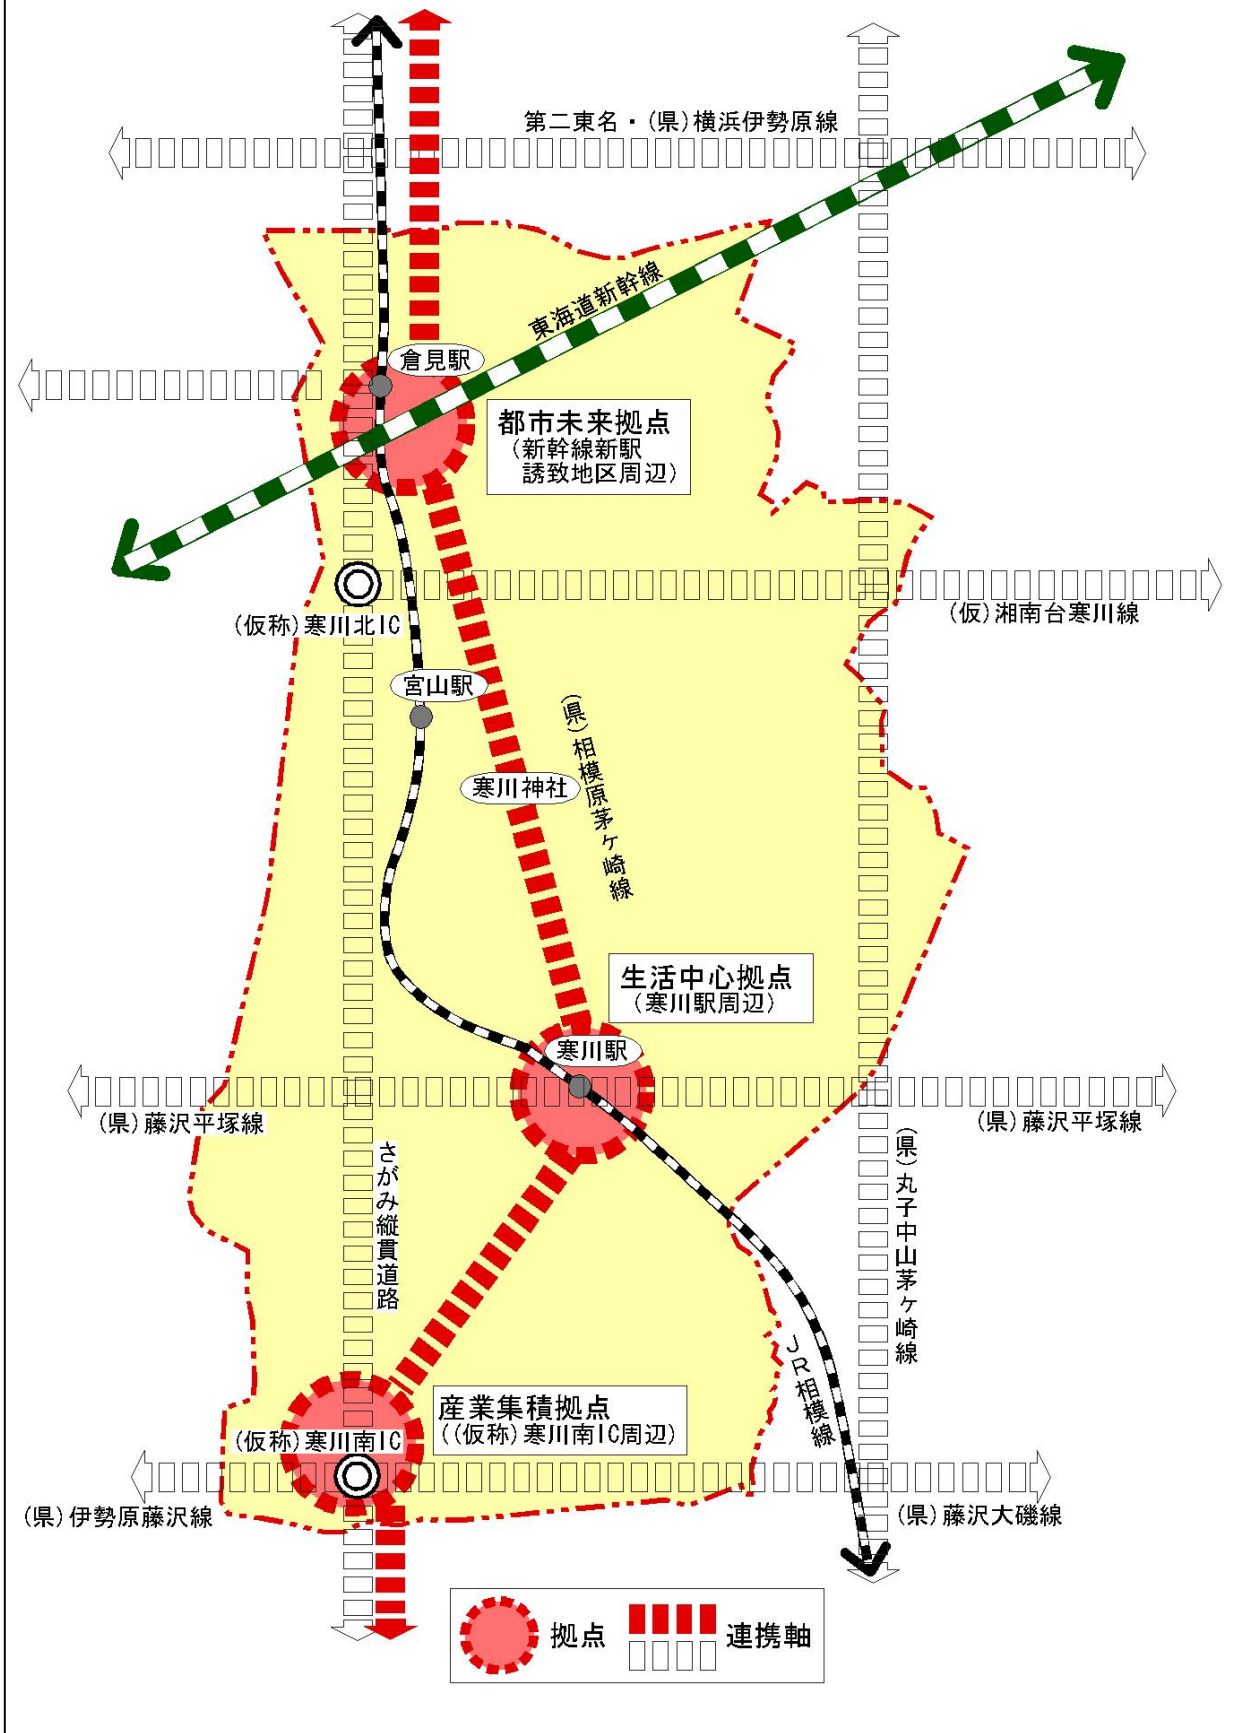 第二東名・(県)横浜伊勢原線
東海道新幹線
倉見駅
都市未来拠点
(新幹線新駅
誘致地区周辺)
(仮称)寒川北IC
(仮)湘南台寒川線
宮山駅
(県)相模原茅ヶ崎線
寒川神社
生活中心拠点
(寒川駅周辺)
寒川駅
(県)藤沢平塚線
(県)藤沢平塚線
さがみ縦貫道路
(県)丸子中山茅ヶ崎線
JR相模線
産業集積拠点
((仮称)寒川南IC周辺)
(仮称)寒川南IC
(県)伊勢原藤沢線
(県)藤沢大磯線
拠点
連携軸